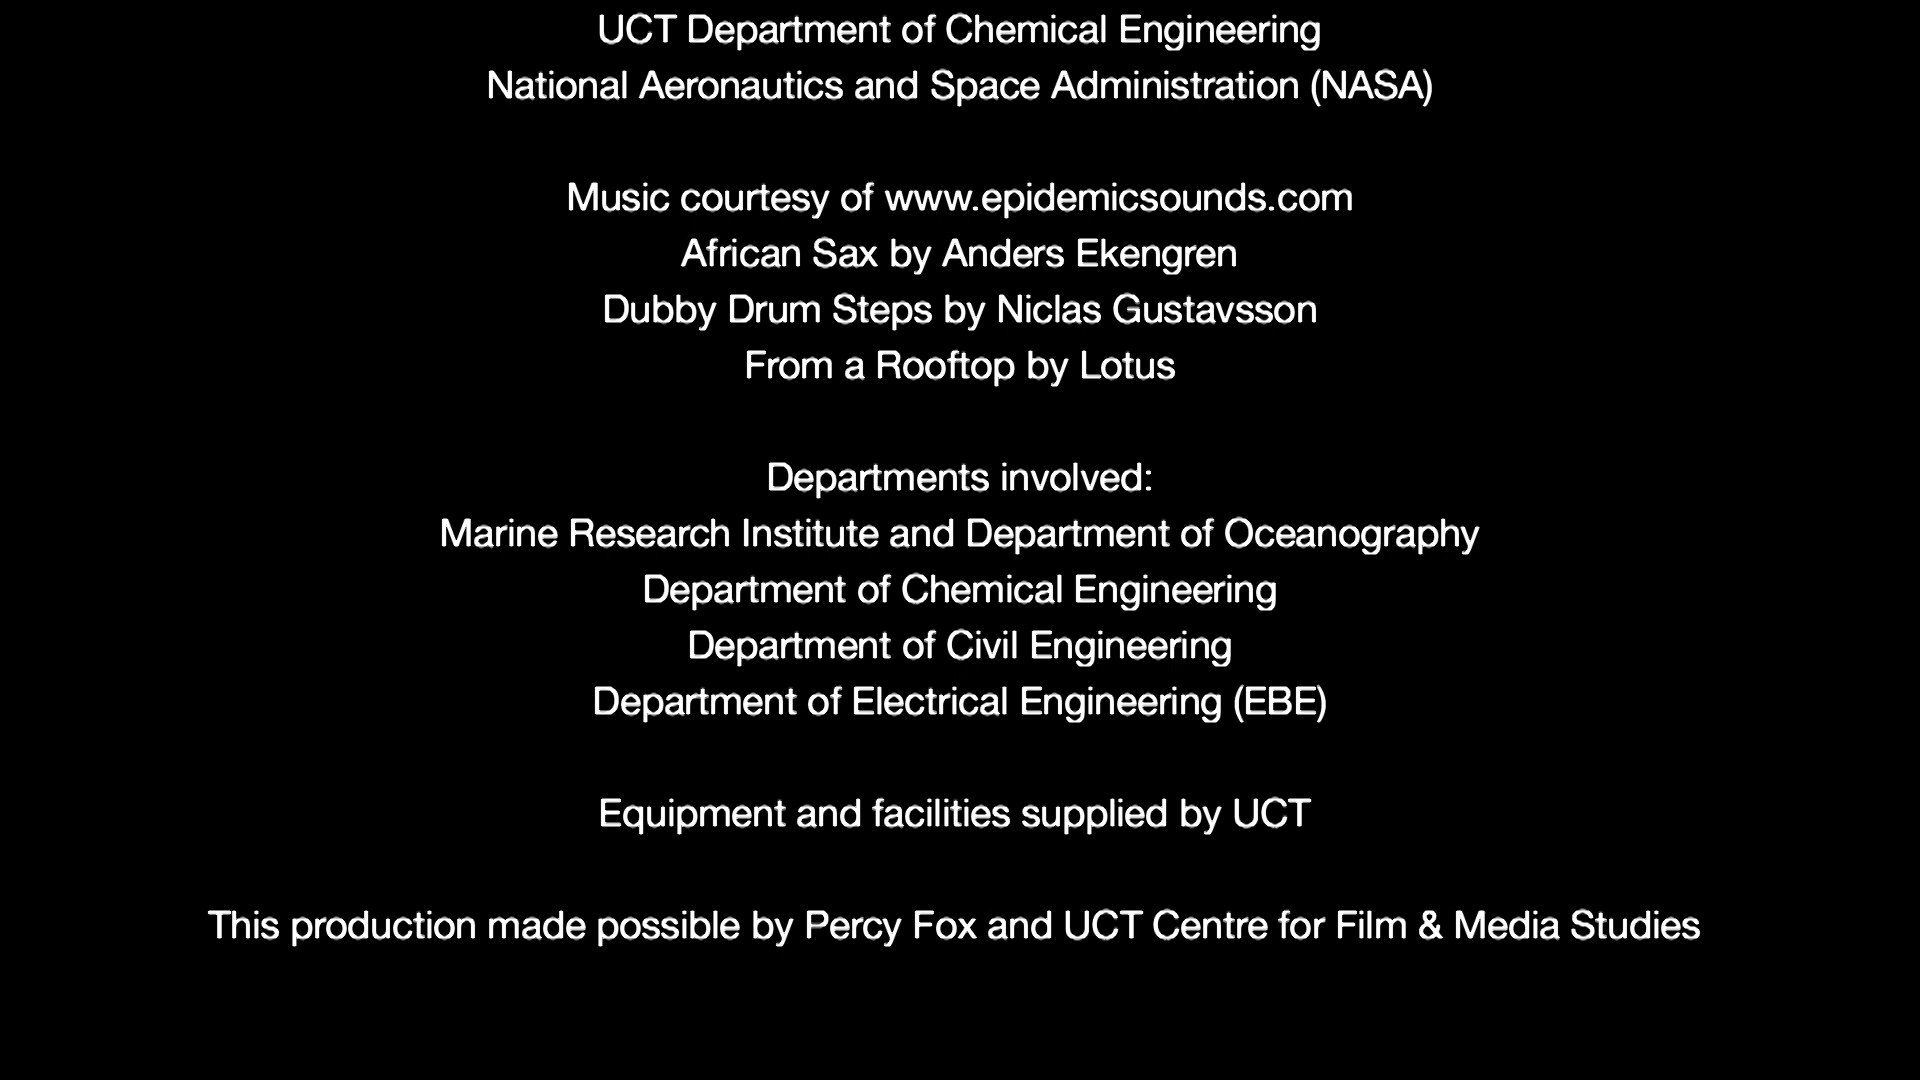 UCT Department of Chemical Engineering
National Aeronautics and Space Administration (NASA)
Music courtesy of www.epidemicsounds.com
African Sax by Anders Ekengren
Dubby Drum Steps by Niclas Gustavsson
From a Rooftop by Lotus
Departments involved:
Marine Research Institute and Department of Oceanography
Department of Chemical Engineering
Department of Civil Engineering
Department of Electrical Engineering (EBE)
Equipment and facilities supplied by UCT
This production made possible by Percy Fox and UCT Centre for Film & Media Studies